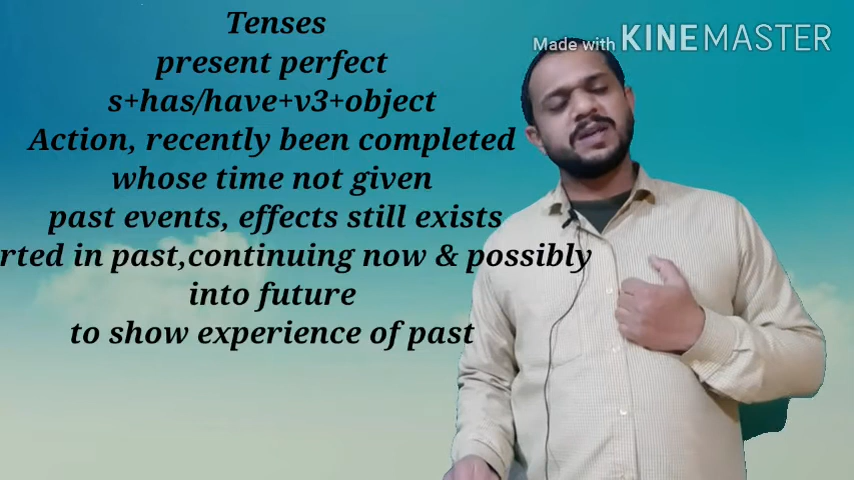 Tenses
Made with KINEMASTER
present perfect
s+has/have+v3+object
Action, recently been completed
whose time not given
past events, effects still exists
rted in past,continuing now & possibly
into future
to show experience of past